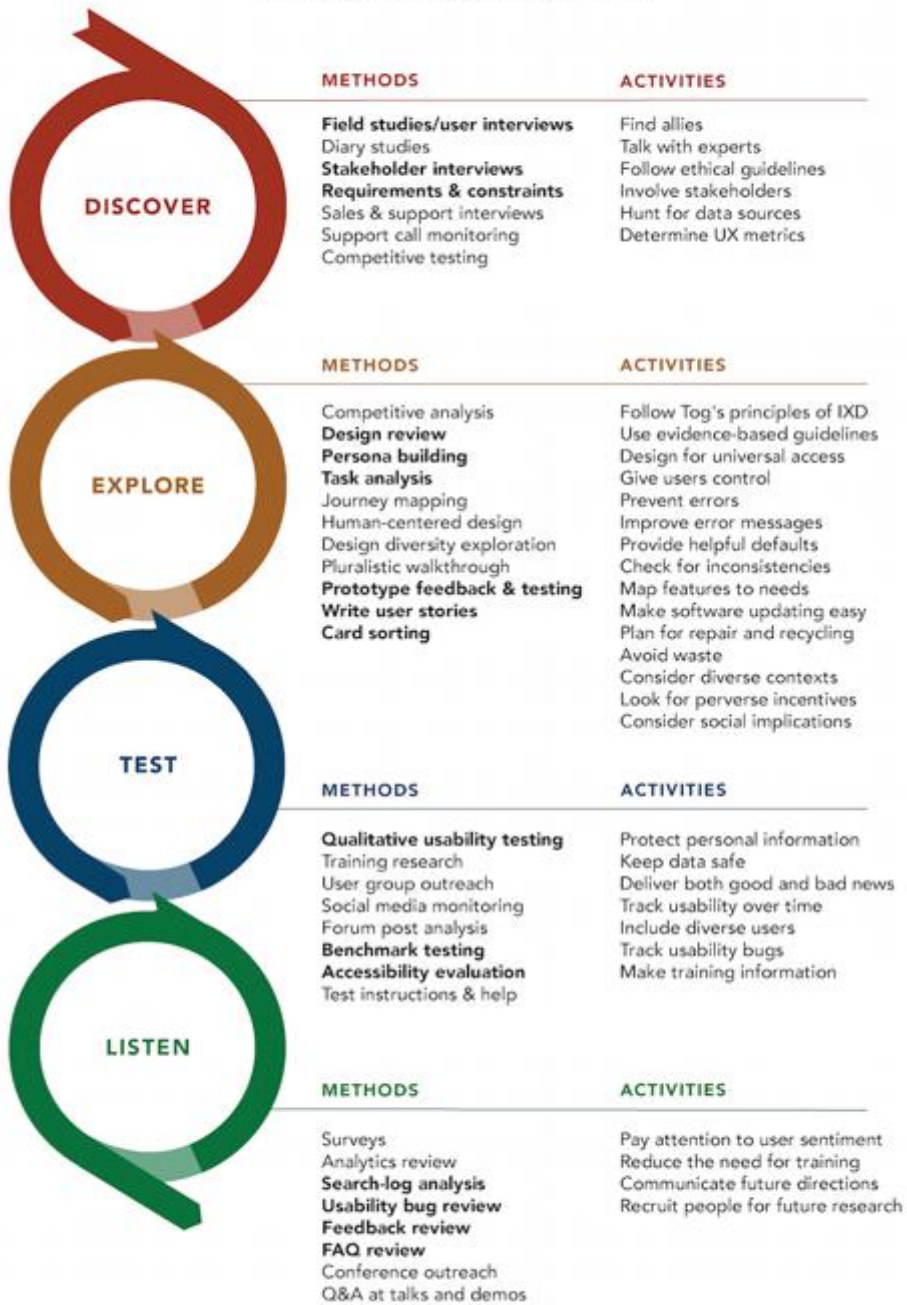 DISCOVER
METHODS
Field studies/user interviews
Diary studies
Stakeholder interviews
Requirements & constraints
Sales & support interviews
Support call monitoring
Competitive testing
ACTIVITIES
Find allies
Talk with experts
Follow ethical guidelines
Involve stakeholders
Hunt for data sources
Determine UX metrics
EXPLORE
METHODS
Competitive analysis
Design review
Persona building
Task analysis
Journey mapping
Human-centered design
Design diversity exploration
Pluralistic walkthrough
Prototype feedback & testing
Write user stories
Card sorting
ACTIVITIES
Follow Tog's principles of IXD
Use evidence-based guidelines
Design for universal access
Give users control
Prevent errors
Improve error messages
Provide helpful defaults
Check for inconsistencies
Map features to needs
Make software updating easy
Plan for repair and recycling
Avoid waste
Consider diverse contexts
Look for perverse incentives
Consider social implications
TEST
METHODS
Qualitative usability testing
Training research
User group outreach
Social media monitoring
Forum post analysis
Benchmark testing
Accessibility evaluation
Test instructions & help
ACTIVITIES
Protect personal information
Keep data safe
Deliver both good and bad news
Track usability over time
Include diverse users
Track usability bugs
Make training information
LISTEN
METHODS
Surveys
Analytics review
Search-log analysis
Usability bug review
Feedback review
FAQ review
Conference outreach
Q&A at talks and demos
ACTIVITIES
Pay attention to user sentiment
Reduce the need for training
Communicate future directions
Recruit people for future research